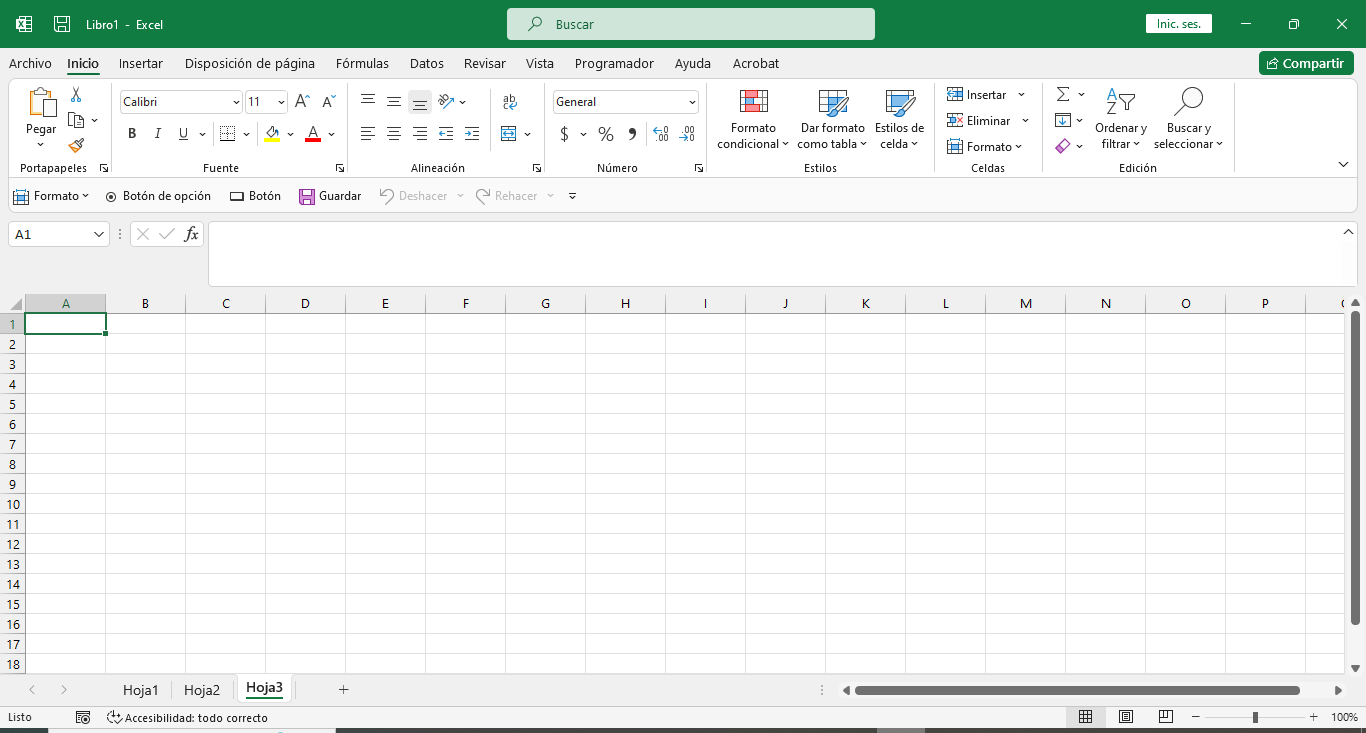 Libro1 - Excel
Buscar
Inic. ses.
Archivo Inicio Insertar Disposición de página Fórmulas Datos Revisar Vista Programador Ayuda Acrobat Compartir
Pegar
Portapapeles
Calibri 11 A A
N I U A
B I U
Fuente
ab
Alineación
General
$ % 000
Número
Formato condicional
Dar formato como tabla
Estilos de celda
Estilos
Insertar
Eliminar
Formato
Celdas
Ordenar y filtrar
Buscar y seleccionar
Edición
Formato Botón de opción Botón Guardar Deshacer Rehacer
A1 fx
A B C D E F G H I J K L M N O P
1
2
3
4
5
6
7
8
9
10
11
12
13
14
15
16
17
18
Hoja1 Hoja2 Hoja3 +
Listo Accesibilidad: todo correcto 100%